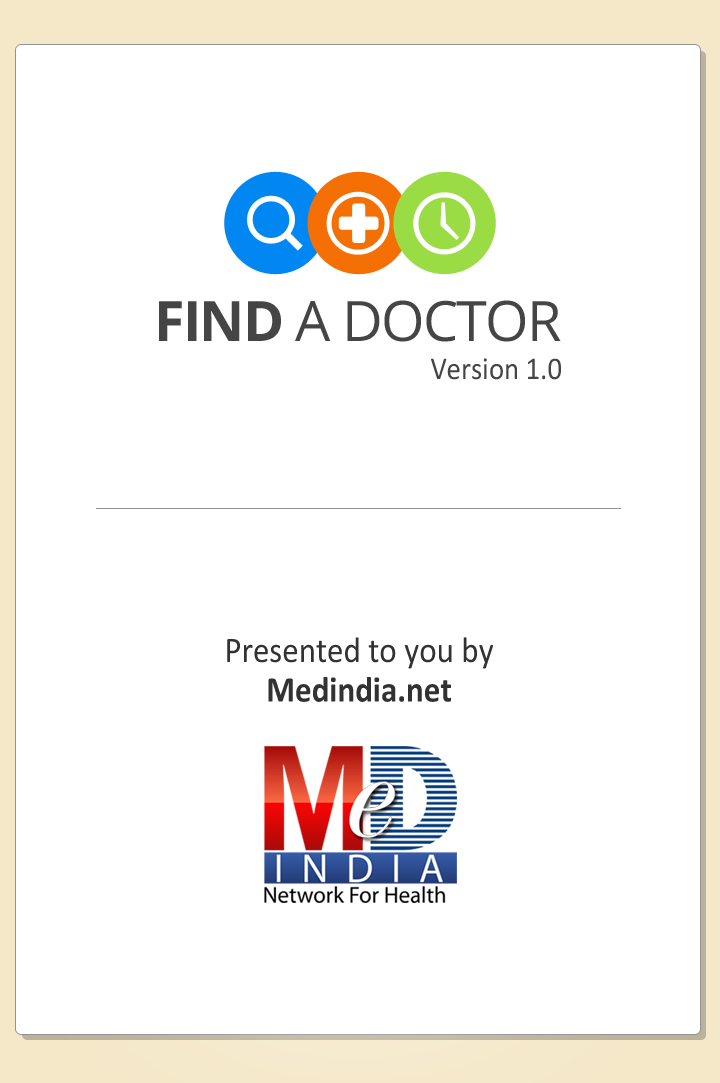 FIND A DOCTOR
Version 1.0
Presented to you by
Medindia.net
MeD
INDIA
Network For Health